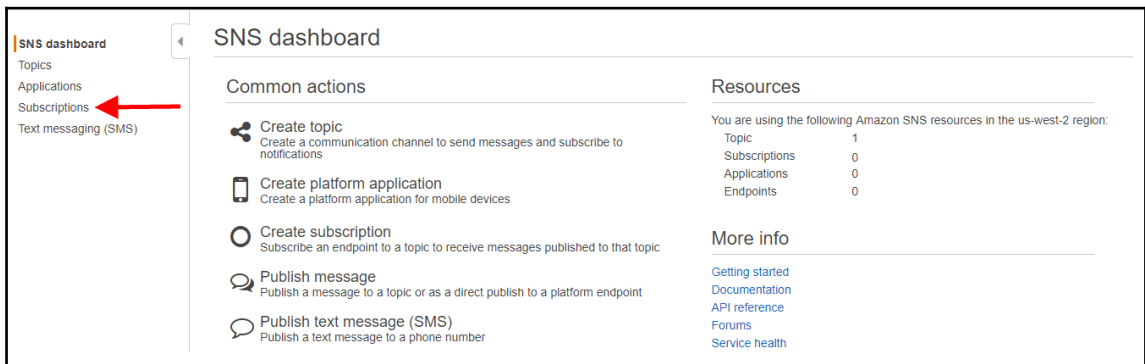 SNS dashboard
Topics
Applications
Subscriptions
Text messaging (SMS)
SNS dashboard
Common actions
Create topic
Create a communication channel to send messages and subscribe to
notifications
Create platform application
Create a platform application for mobile devices
Create subscription
Subscribe an endpoint to a topic to receive messages published to that topic
Publish message
Publish a message to a topic or as a direct publish to a platform endpoint
Publish text message (SMS)
Publish a text message to a phone number
Resources
You are using the following Amazon SNS resources in the us-west-2 region:
Topic 1
Subscriptions 0
Applications 0
Endpoints 0
More info
Getting started
Documentation
API reference
Forums
Service health